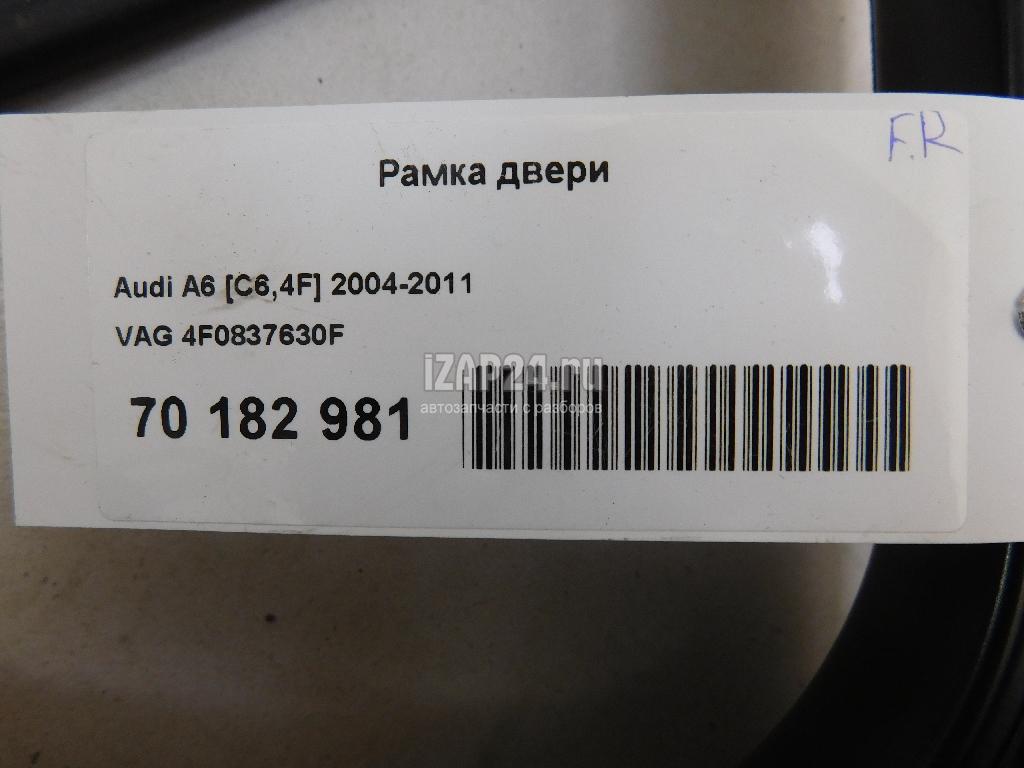 F.R
Рамка двери
Audi A6 [C6,4F] 2004-2011
VAG 4F0837630F
iZAP24.ru
автозапчасти с разборов
70 182 981